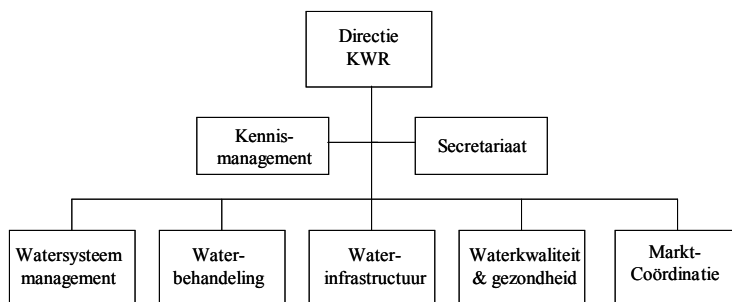 Directie
KWR
Kennis-
management
Secretariaat
Watersysteem
management
Water-
behandeling
Water-
infrastructuur
Waterkwaliteit
& gezondheid
Markt-
Coördinatie